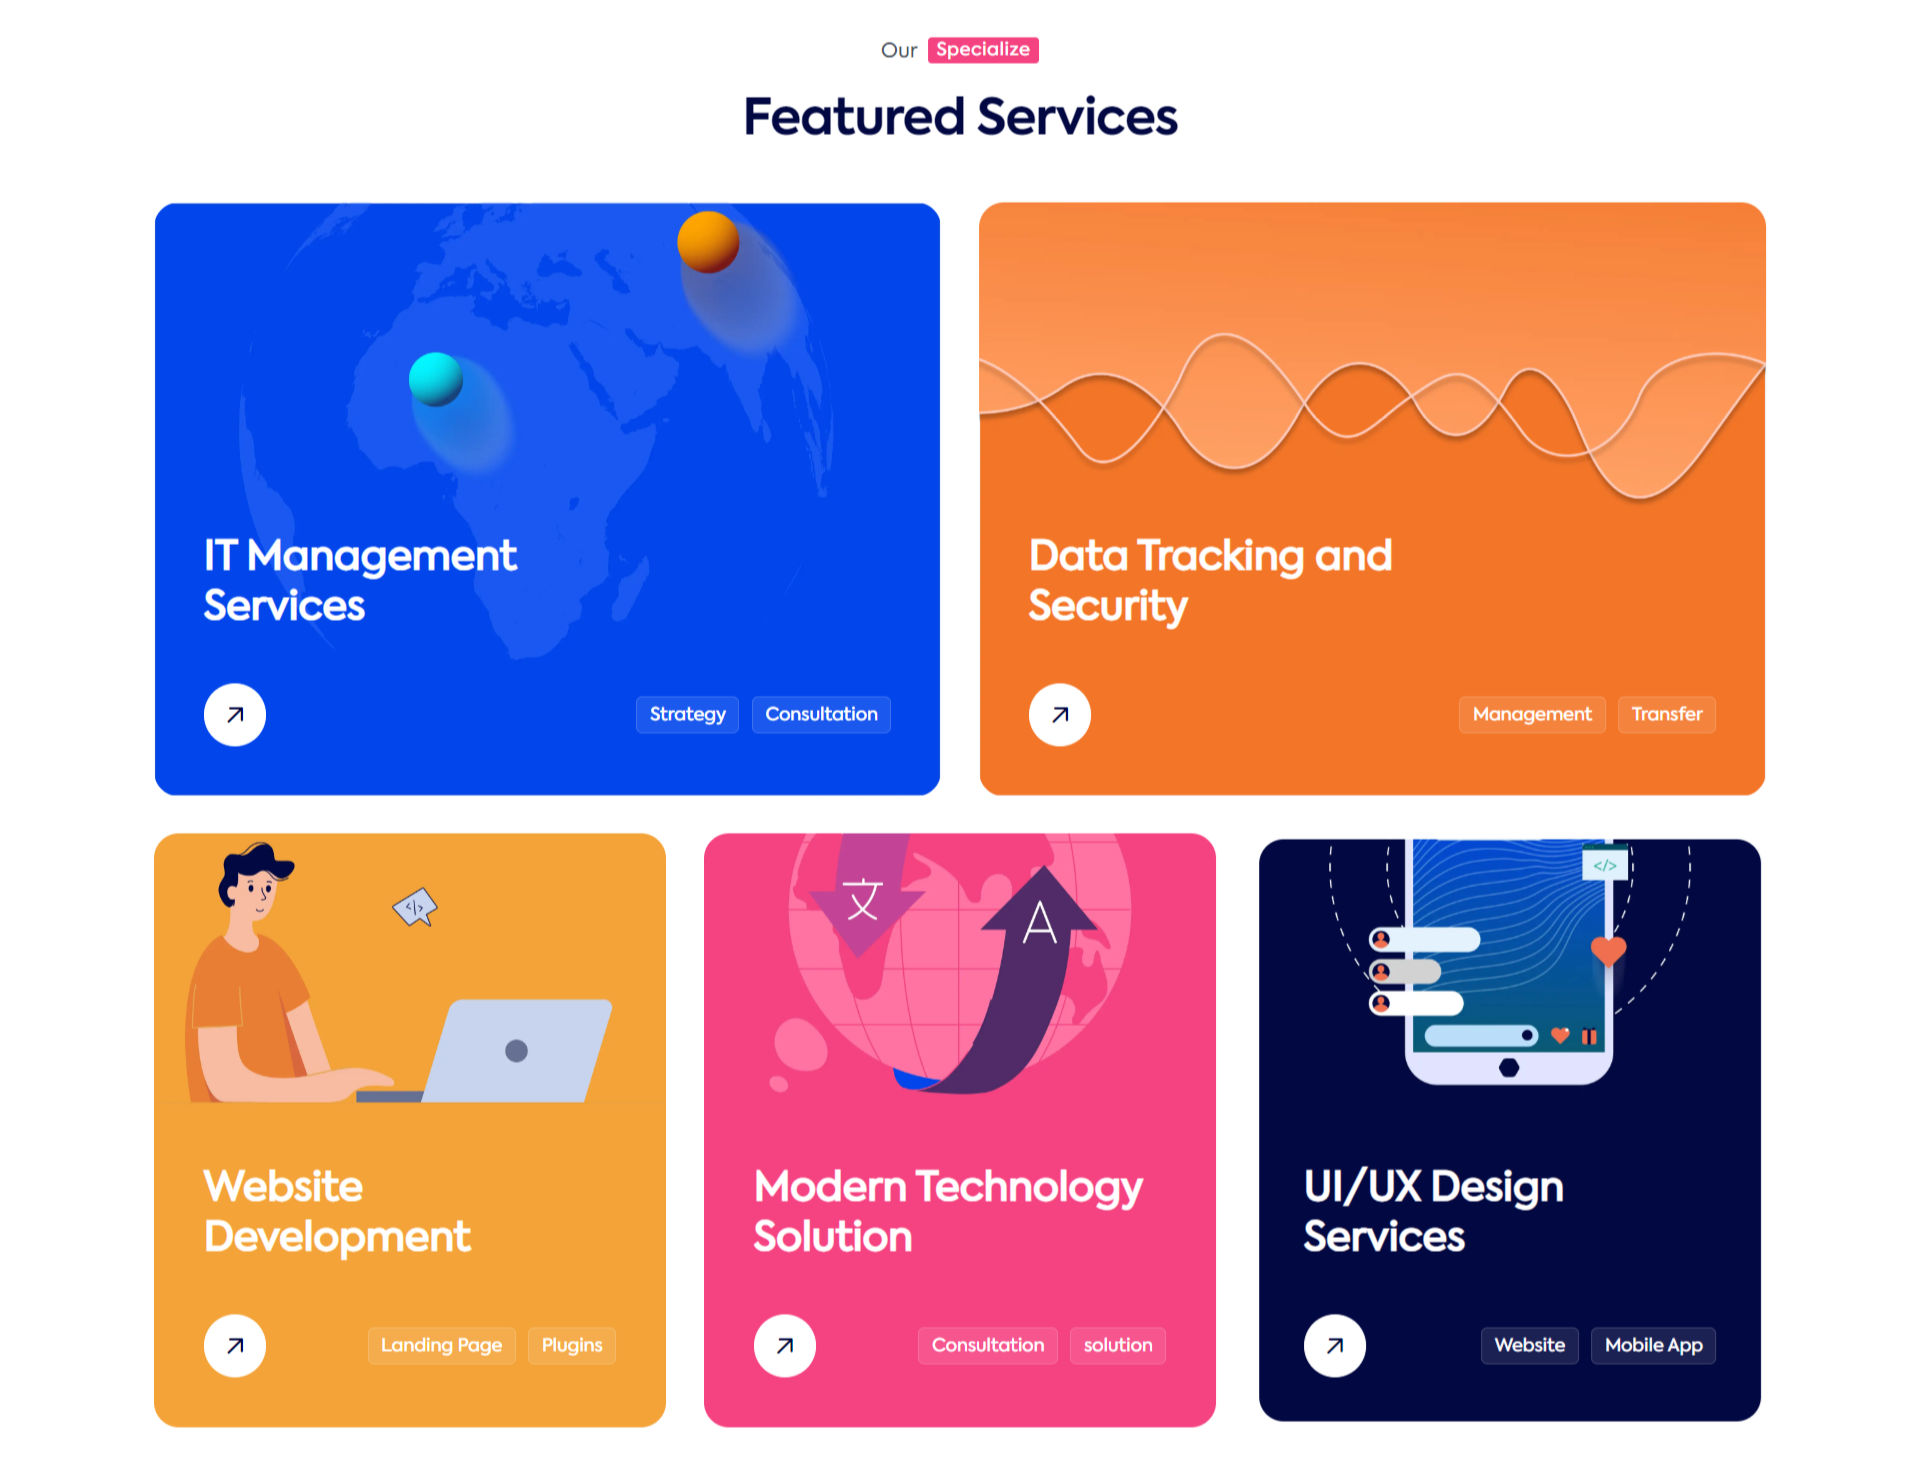 Our Specialize
Featured Services
IT Management
Services
Strategy Consultation
Data Tracking and
Security
Management Transfer
</>
Website
Development
Landing Page Plugins
文
A
Modern Technology
Solution
Consultation solution
</>
UI/UX Design
Services
Website Mobile App